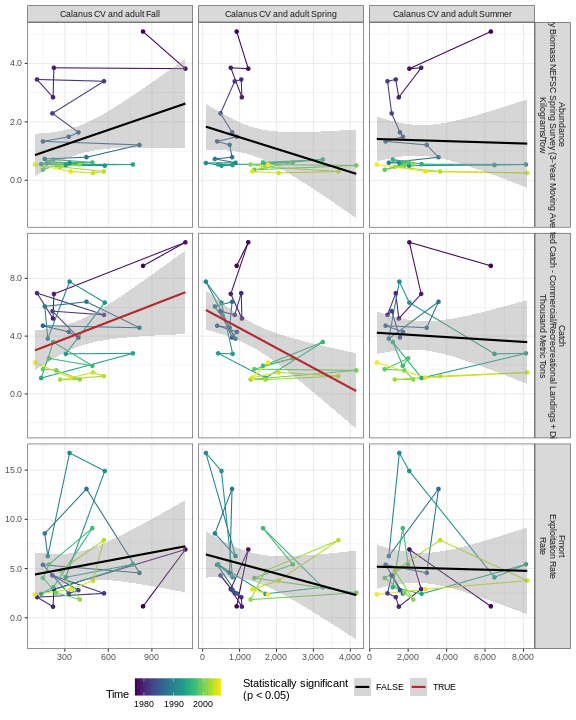 Calanus CV and adult Fall
Calanus CV and adult Spring
Calanus CV and adult Summer
4.0
2.0
0.0
Abundance
y Biomass NEFSC Spring Survey (3-Year Moving Ave
Kilograms/Tow
8.0
4.0
0.0
Catch
ted Catch - Commercial/Recreational Landings + Di
Thousand Metric Tons
15.0
10.0
5.0
0.0
Fmort
Exploitation Rate
Rate
300
600
900
0
1,000
2,000
3,000
4,000
0
2,000
4,000
6,000
8,000
Time
1980
1990
2000
Statistically significant
(p < 0.05)
FALSE
TRUE